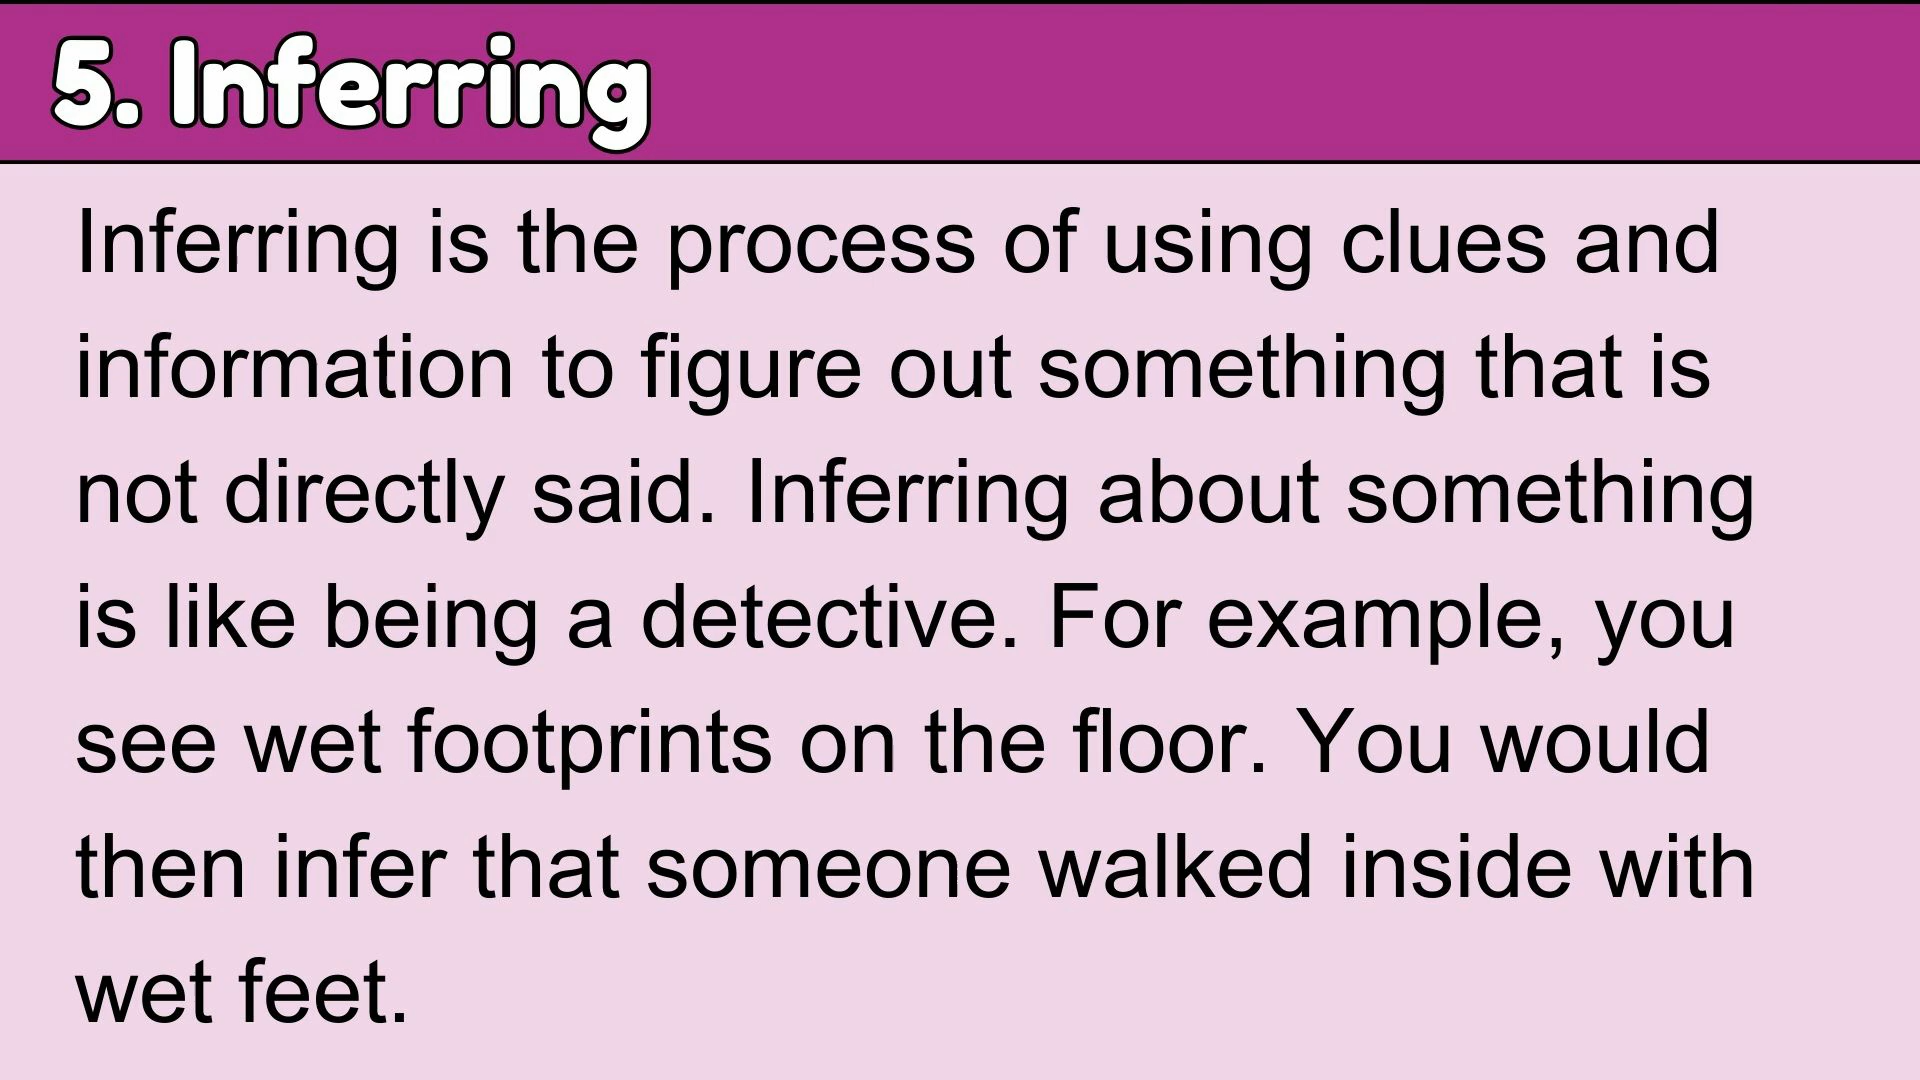 5. Inferring
Inferring is the process of using clues and
information to figure out something that is
not directly said. Inferring about something
is like being a detective. For example, you
see wet footprints on the floor. You would
then infer that someone walked inside with
wet feet.